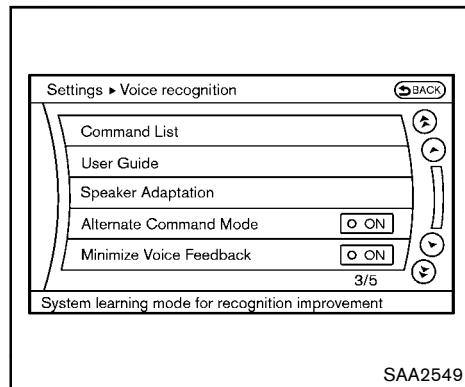 Settings ▸ Voice recognition BACK
Command List
User Guide
Speaker Adaptation
Alternate Command Mode ON
Minimize Voice Feedback ON
3/5
System learning mode for recognition improvement
SAA2549